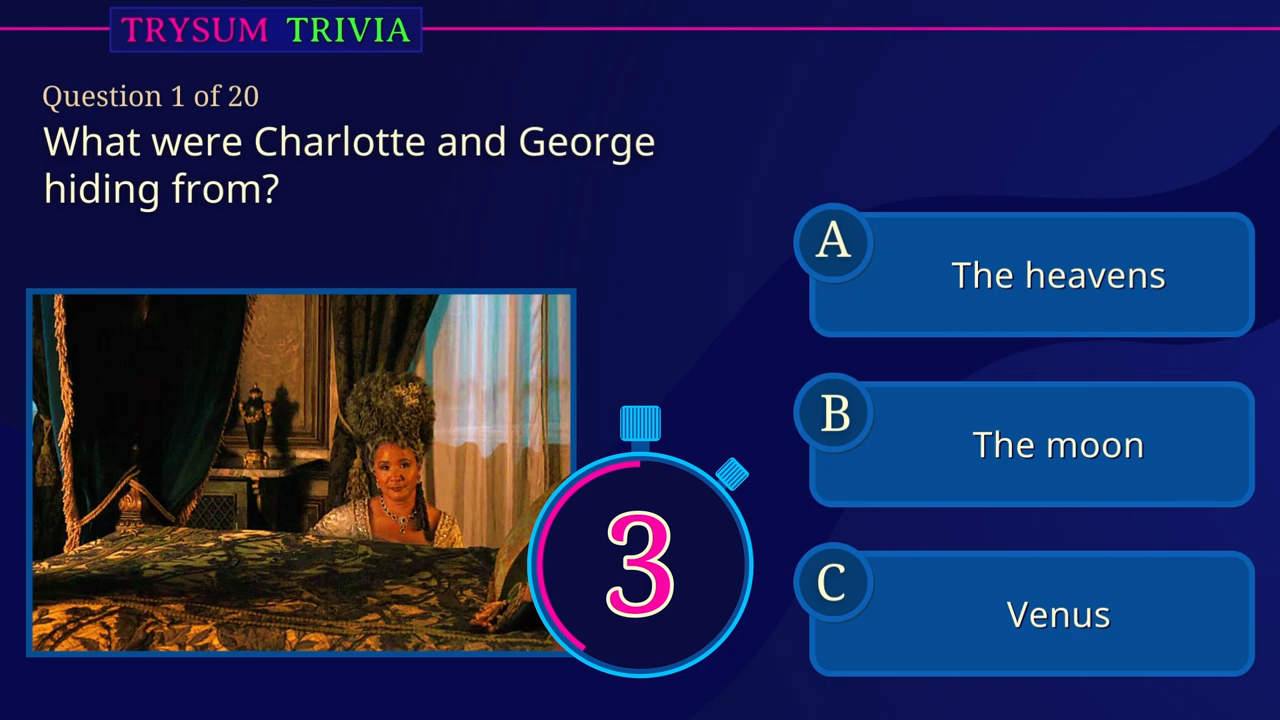 TRYSUM TRIVIA
Question 1 of 20
What were Charlotte and George
hiding from?
A
The heavens
B
The moon
C
Venus
3